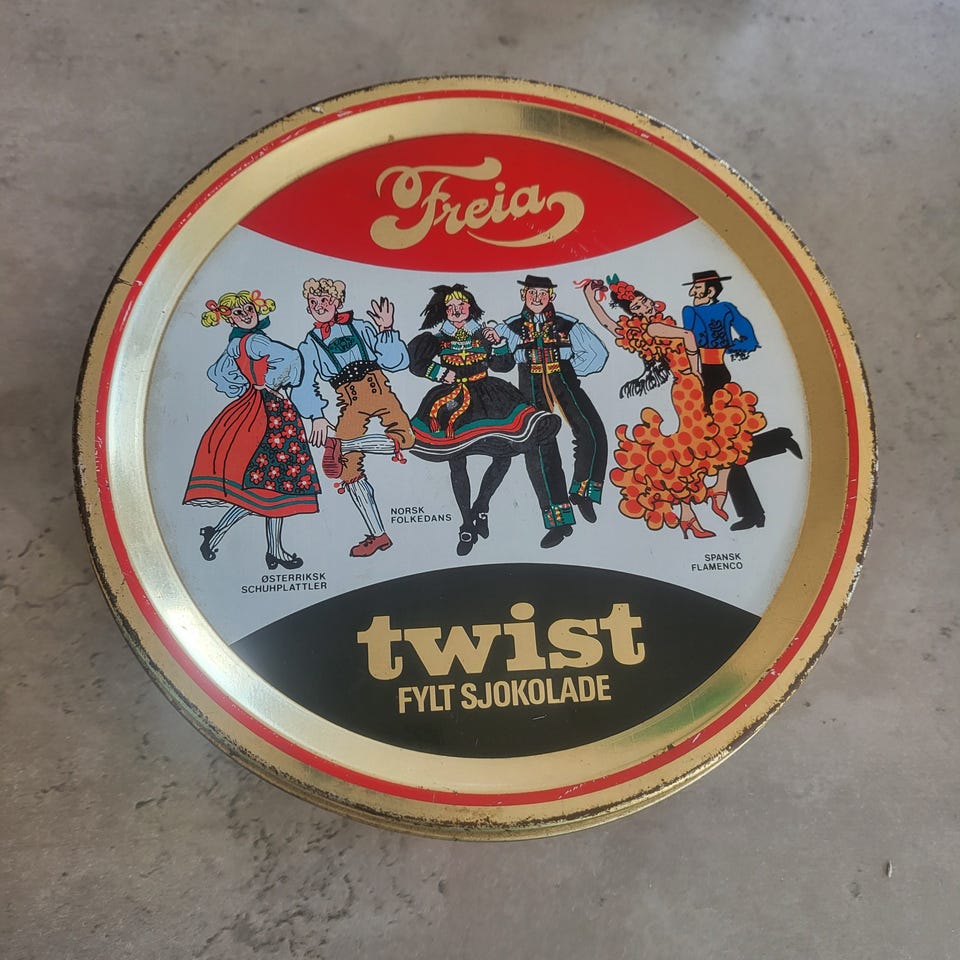 Freia
NORSK
FOLKEDANS
ØSTERRIKSK
SCHUHPLATTLER
SPANSK
FLAMENCO
twist
FYLT SJOKOLADE